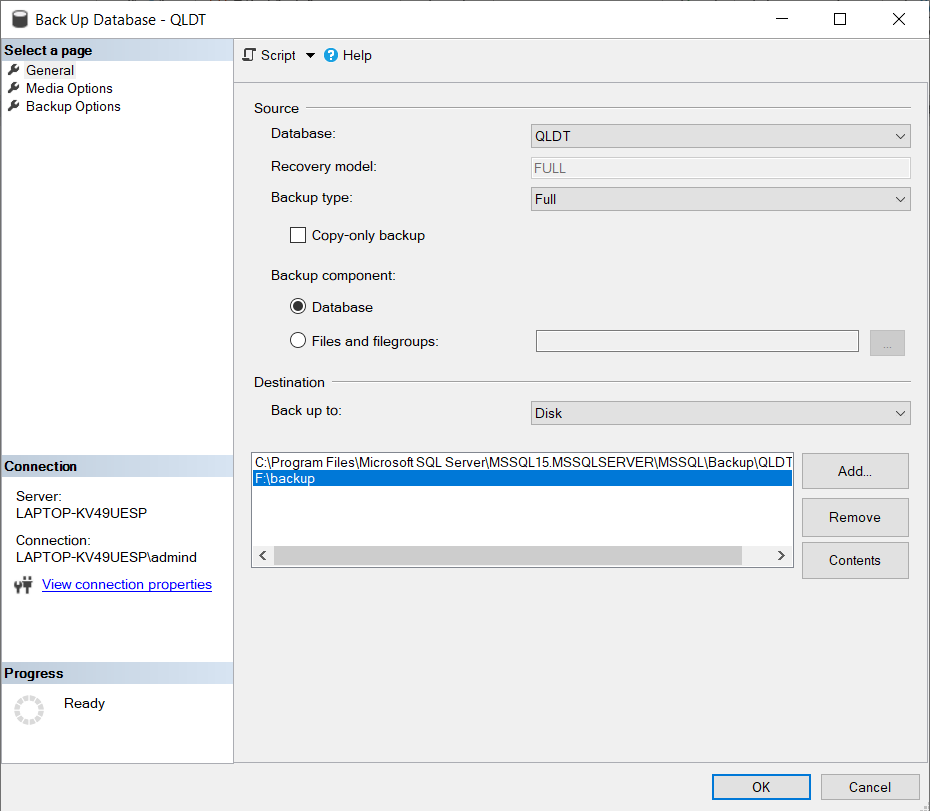 Back Up Database - QLDT
Select a page
General
Media Options
Backup Options
Script
Help
Source
Database:
QLDT
Recovery model:
FULL
Backup type:
Full
Copy-only backup
Backup component:
Database
Files and filegroups:
...
Destination
Back up to:
Disk
C:\Program Files\Microsoft SQL Server\MSSQL15.MSSQLSERVER\MSSQL\Backup\QLDT
F:\backup
Add...
Remove
Contents
Connection
Server:
LAPTOP-KV49UESP
Connection:
LAPTOP-KV49UESP\admind
View connection properties
Progress
Ready
OK
Cancel